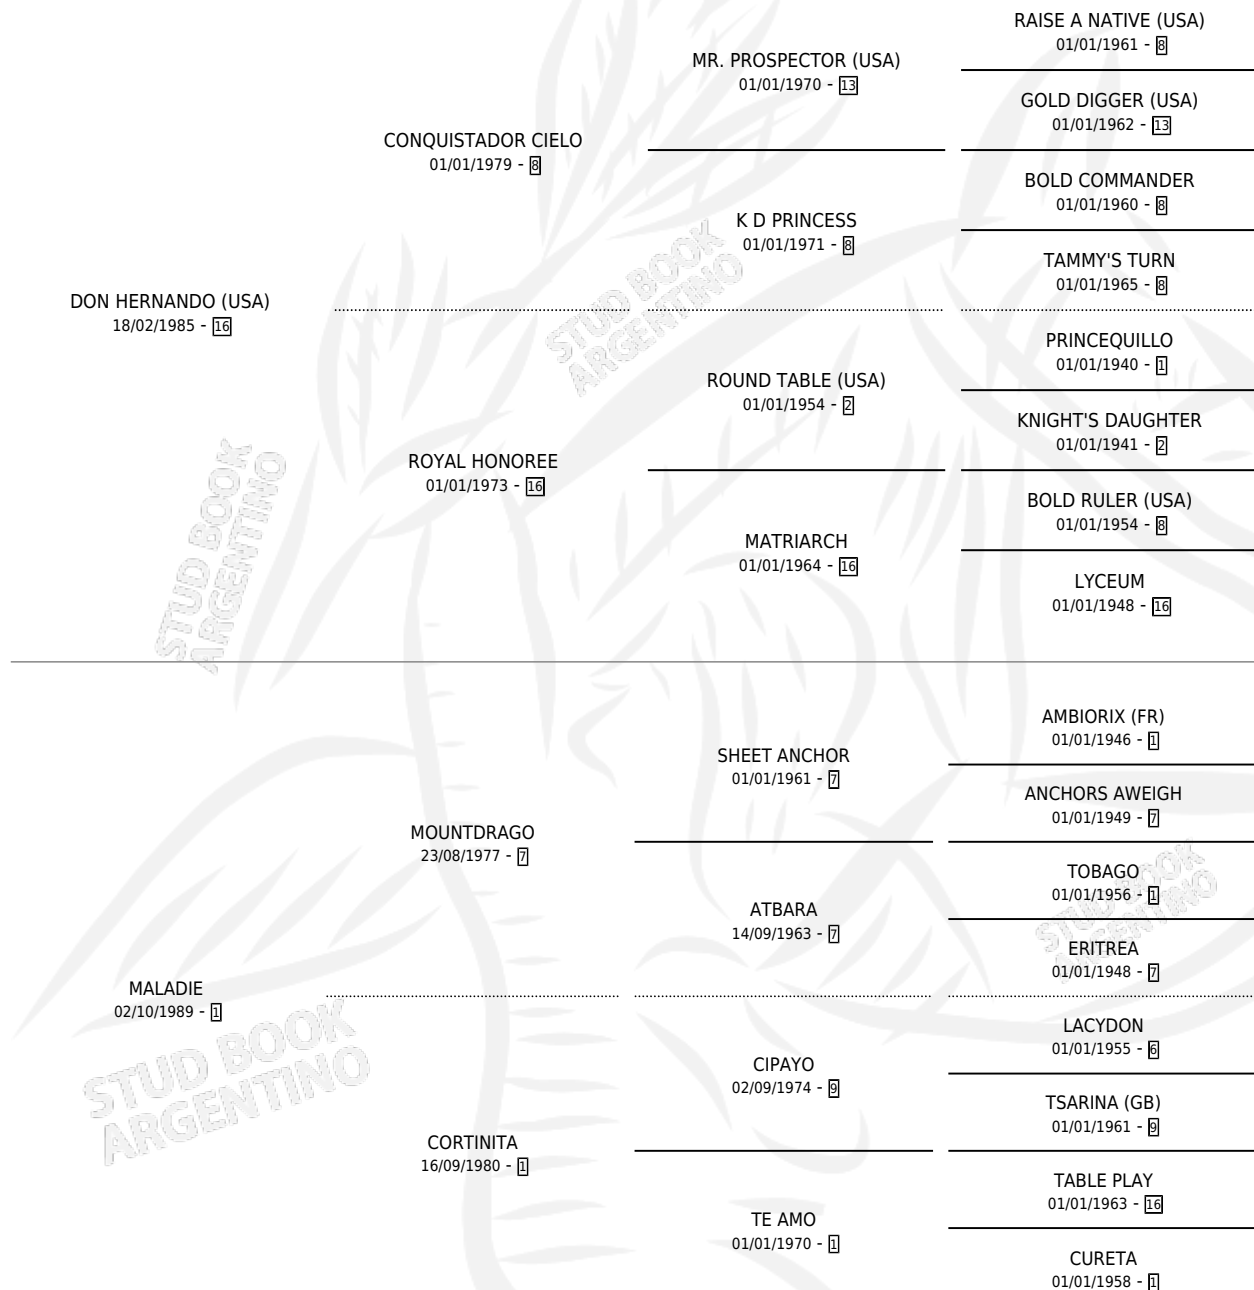 RAISE A NATIVE (USA)
01/01/1961 - 8
MR. PROSPECTOR (USA)
01/01/1970 - 13
GOLD DIGGER (USA)
01/01/1962 - 13
CONQUISTADOR CIELO
01/01/1979 - 8
BOLD COMMANDER
01/01/1960 - 8
K D PRINCESS
01/01/1971 - 8
TAMMY'S TURN
01/01/1965 - 8
DON HERNANDO (USA)
18/02/1985 - 16
PRINCEQUILLO
01/01/1940 - 1
ROUND TABLE (USA)
01/01/1954 - 2
KNIGHT'S DAUGHTER
01/01/1941 - 2
ROYAL HONOREE
01/01/1973 - 16
BOLD RULER (USA)
01/01/1954 - 8
MATRIARCH
01/01/1964 - 16
LYCEUM
01/01/1948 - 16
STUD BOOK
ARGENTINO
STUD BOOK
ARGENTINO
AMBIORIX (FR)
01/01/1946 - 1
SHEET ANCHOR
01/01/1961 - 7
ANCHORS AWEIGH
01/01/1949 - 7
MOUNTDRAGO
23/08/1977 - 7
TOBAGO
01/01/1956 - 1
ATBARA
14/09/1963 - 7
ERITREA
01/01/1948 - 7
STUD BOOK
ARGENTINO
MALADIE
02/10/1989 - 1
LACYDON
01/01/1955 - 6
CIPAYO
02/09/1974 - 9
TSARINA (GB)
01/01/1961 - 9
CORTINITA
16/09/1980 - 1
TABLE PLAY
01/01/1963 - 16
TE AMO
01/01/1970 - 1
CURETA
01/01/1958 - 1
STUD BOOK
ARGENTINO